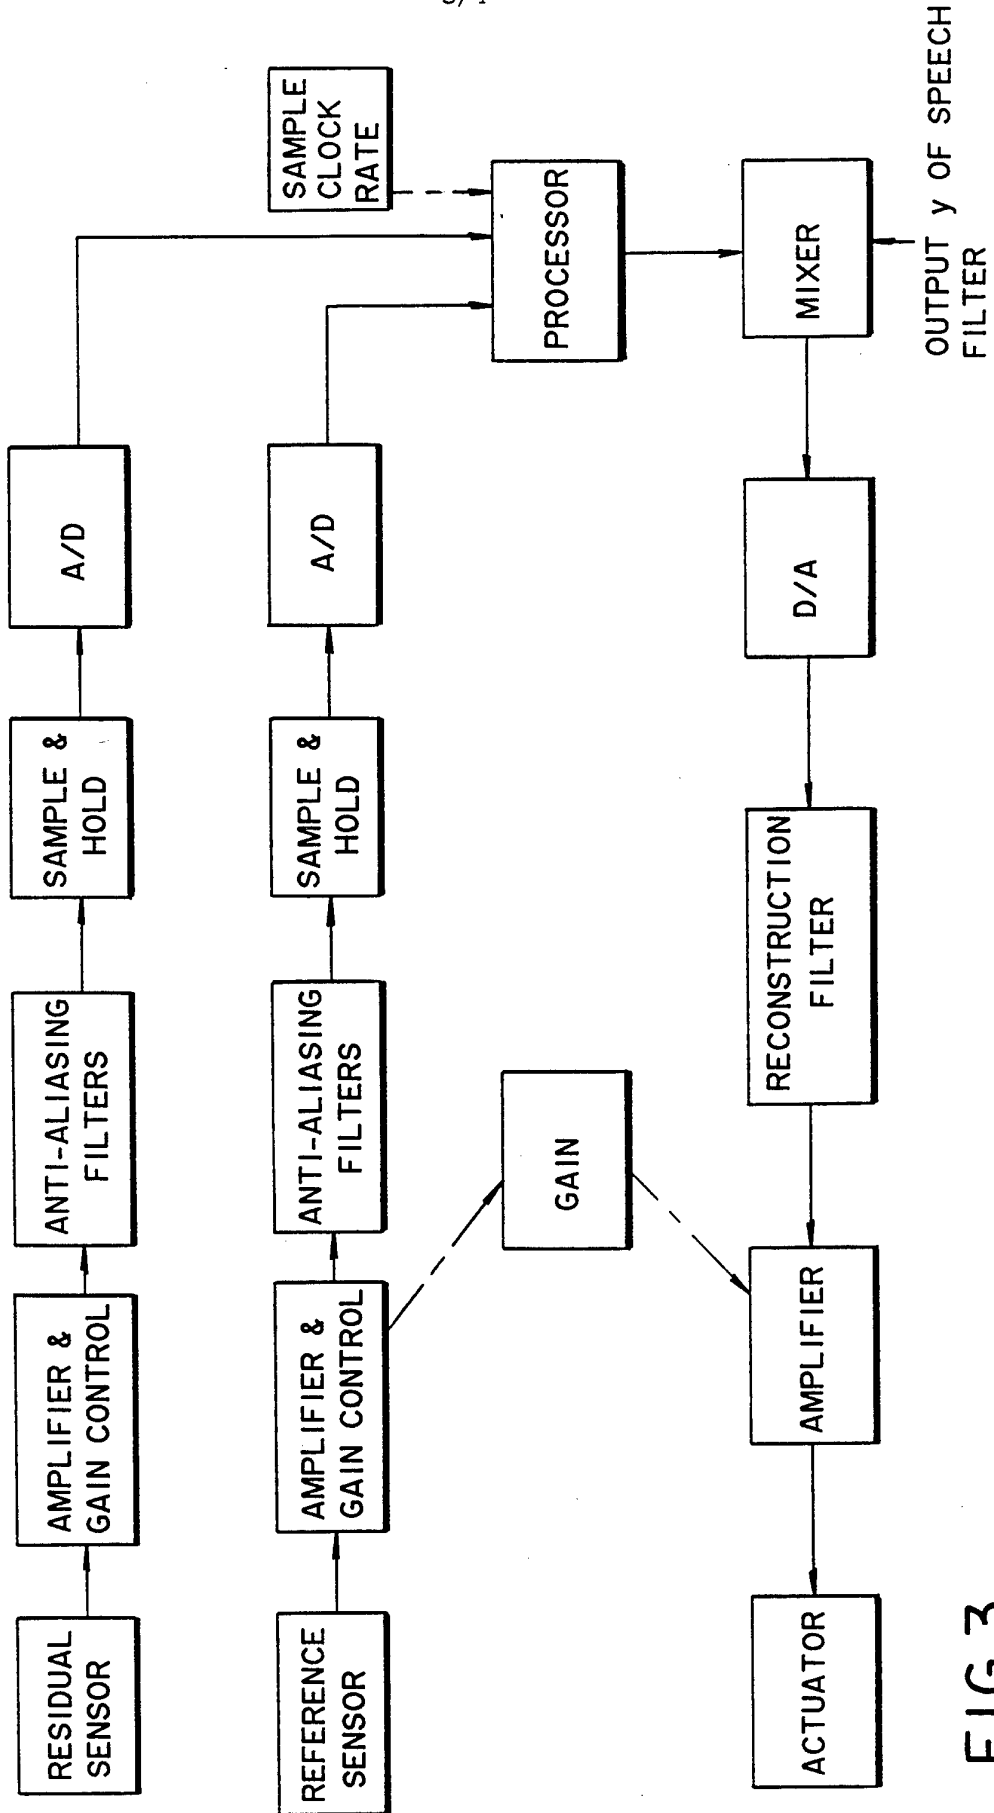 RESIDUAL
SENSOR
AMPLIFIER &
GAIN CONTROL
ANTI-ALIASING
FILTERS
SAMPLE &
HOLD
A/D
REFERENCE
SENSOR
AMPLIFIER &
GAIN CONTROL
ANTI-ALIASING
FILTERS
SAMPLE &
HOLD
A/D
SAMPLE
CLOCK
RATE
GAIN
PROCESSOR
ACTUATOR
AMPLIFIER
RECONSTRUCTION
FILTER
D/A
MIXER
OUTPUT y OF SPEECH
FILTER
FIG.3